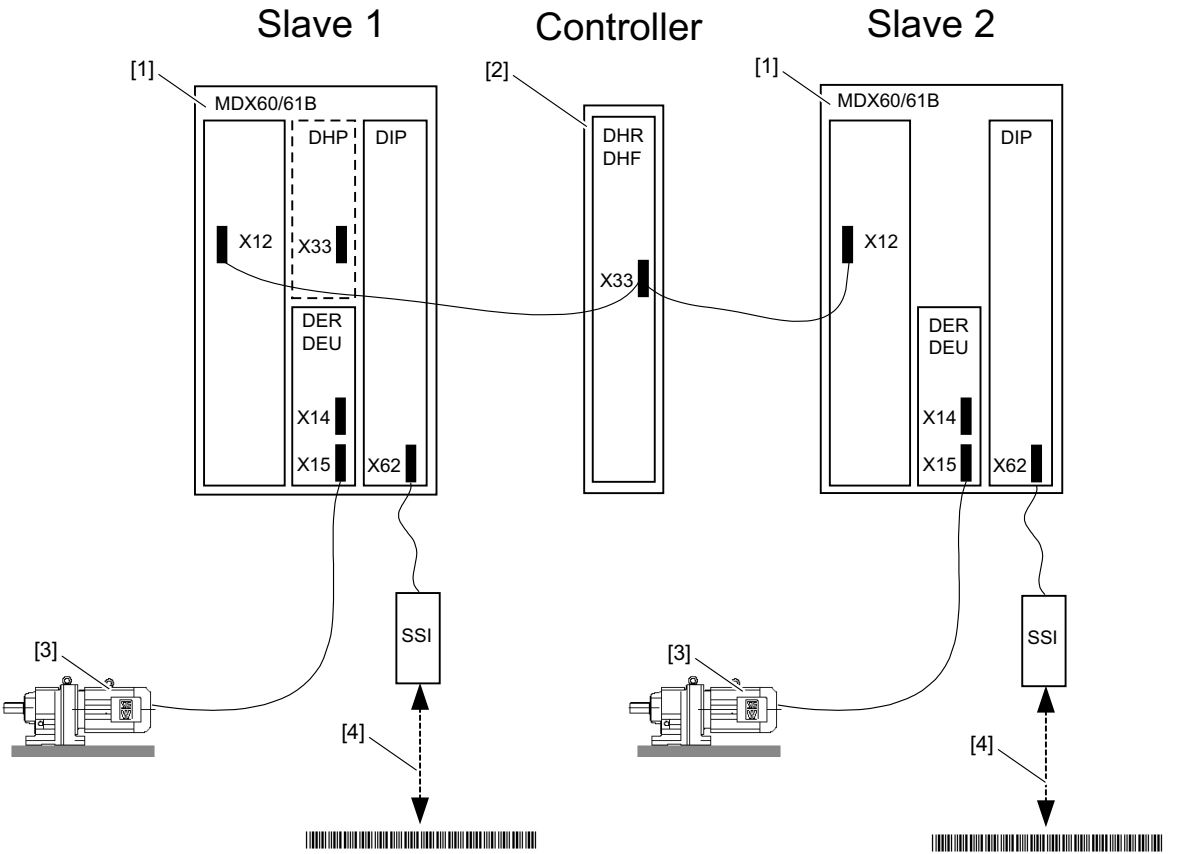 Slave 1
Controller
Slave 2
[1]
[2]
[1]
MDX60/61B
DHP
DIP
X12
X33
DER
DEU
X14
X15
X62
SSI
[3]
[4]
DHR
DHF
X33
MDX60/61B
DIP
X12
DER
DEU
X14
X15
X62
SSI
[3]
[4]